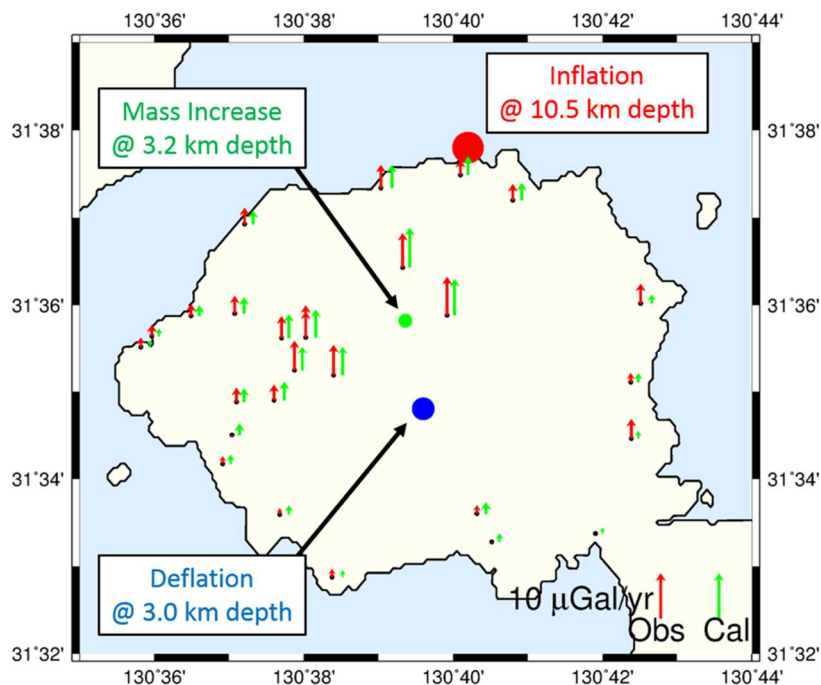 130°36' 130°38' 130°40' 130°42' 130°44'
Inflation
@ 10.5 km depth
Mass Increase
@ 3.2 km depth
31°38' 31°38'
31°36' 31°36'
31°34' 31°34'
Deflation
@ 3.0 km depth
10 μGal/yr
Obs Cal
31°32' 31°32'
130°36' 130°38' 130°40' 130°42' 130°44'